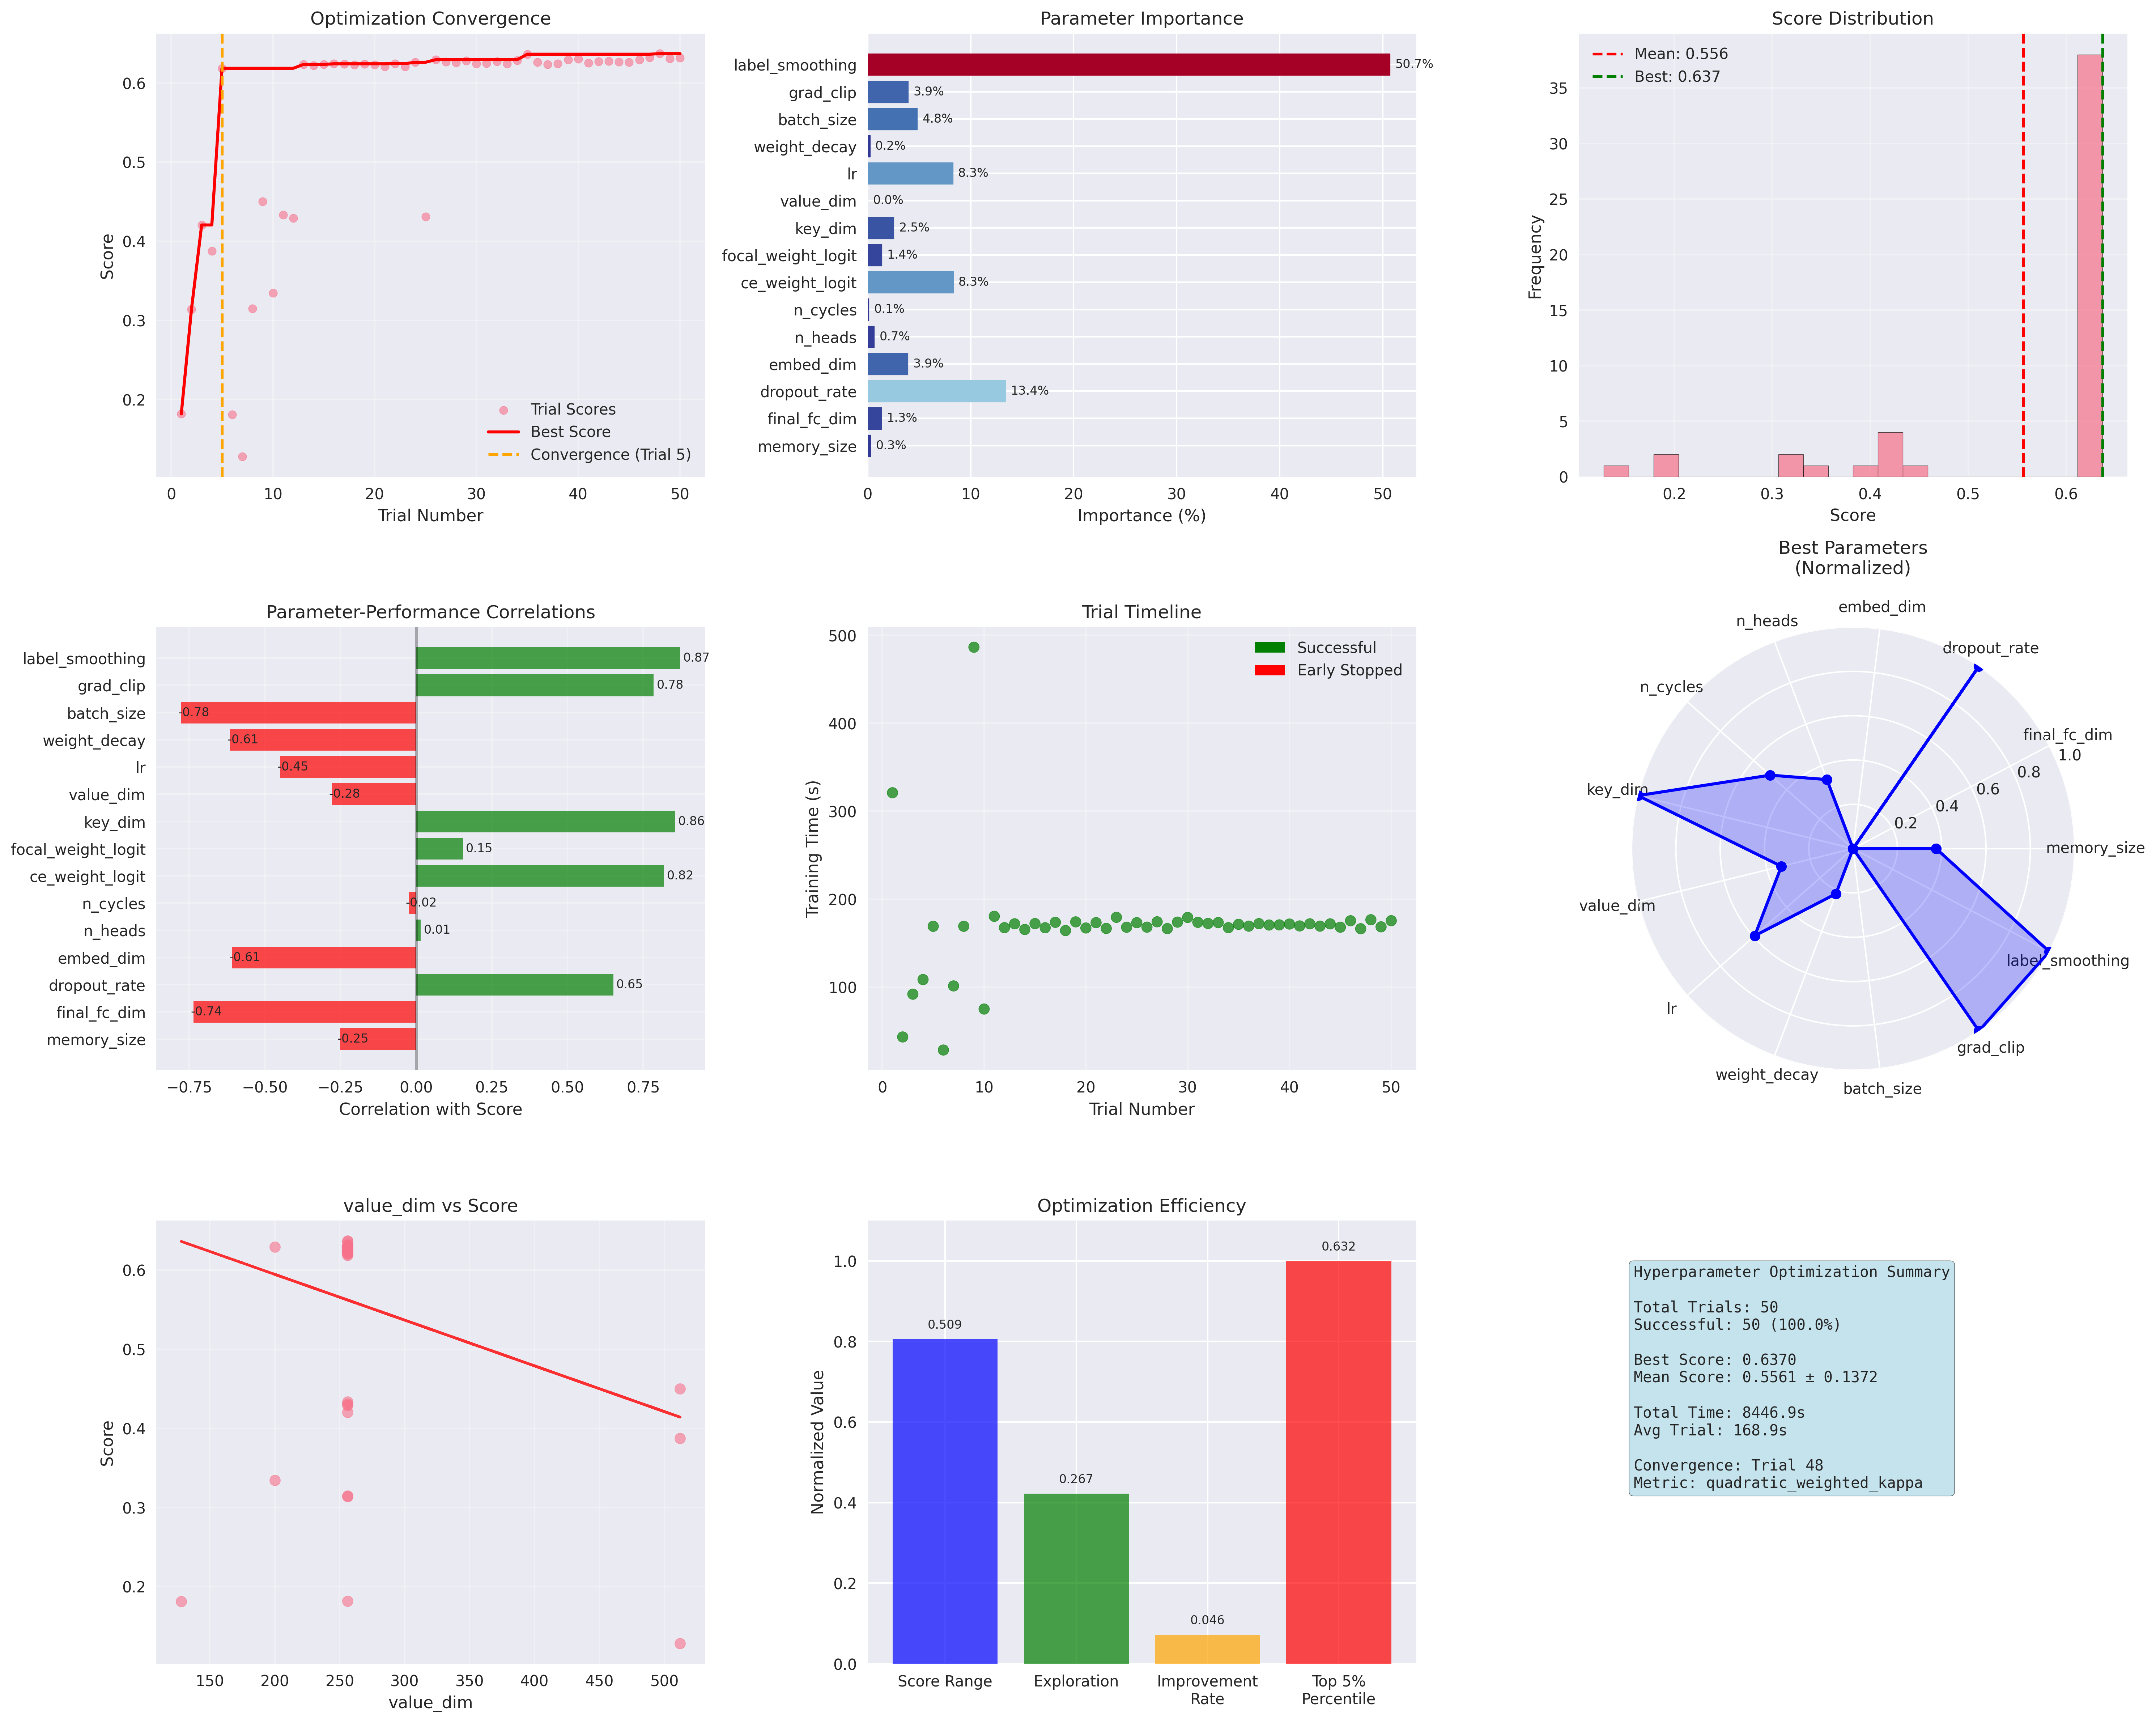 Optimization Convergence
Score
0.6
0.5
0.4
0.3
0.2
Trial Scores
Best Score
Convergence (Trial 5)
0
10
20
30
40
50
Trial Number
Parameter Importance
label_smoothing
50.7%
grad_clip
3.9%
batch_size
4.8%
weight_decay
0.2%
lr
8.3%
value_dim
0.0%
key_dim
2.5%
focal_weight_logit
1.4%
ce_weight_logit
8.3%
n_cycles
0.1%
n_heads
0.7%
embed_dim
3.9%
dropout_rate
13.4%
final_fc_dim
1.3%
memory_size
0.3%
0
10
20
30
40
50
Importance (%)
Score Distribution
Mean: 0.556
Best: 0.637
Frequency
35
30
25
20
15
10
5
0
0.2
0.3
0.4
0.5
0.6
Score
Parameter-Performance Correlations
label_smoothing
0.87
grad_clip
0.78
batch_size
-0.78
weight_decay
-0.61
lr
-0.45
value_dim
-0.28
key_dim
0.86
focal_weight_logit
0.15
ce_weight_logit
0.82
n_cycles
-0.02
n_heads
0.01
embed_dim
-0.61
dropout_rate
0.65
final_fc_dim
-0.74
memory_size
-0.25
−0.75
−0.50
−0.25
0.00
0.25
0.50
0.75
Correlation with Score
Trial Timeline
Successful
Early Stopped
Training Time (s)
500
400
300
200
100
0
10
20
30
40
50
Trial Number
Best Parameters
(Normalized)
embed_dim
n_heads
dropout_rate
n_cycles
final_fc_dim
1.0
0.8
0.6
0.4
0.2
key_dim
memory_size
value_dim
label_smoothing
lr
grad_clip
weight_decay
batch_size
value_dim vs Score
Score
0.6
0.5
0.4
0.3
0.2
150
200
250
300
350
400
450
500
value_dim
Optimization Efficiency
Normalized Value
1.0
0.8
0.6
0.4
0.2
0.0
0.509
0.267
0.046
0.632
Score Range
Exploration
Improvement
Rate
Top 5%
Percentile
Hyperparameter Optimization Summary
Total Trials: 50
Successful: 50 (100.0%)
Best Score: 0.6370
Mean Score: 0.5561 ± 0.1372
Total Time: 8446.9s
Avg Trial: 168.9s
Convergence: Trial 48
Metric: quadratic_weighted_kappa